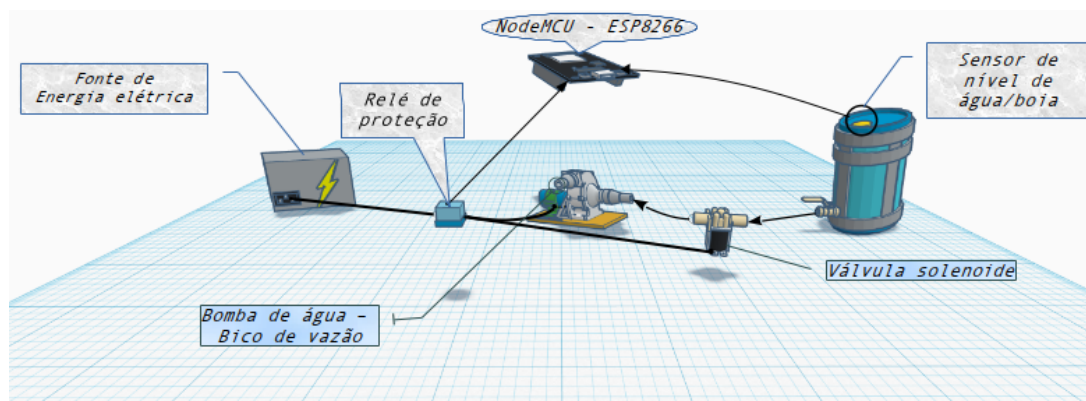 NodeMCU - ESP8266
Fonte de
Energia elétrica
Relé de
proteção
Sensor de
nível de
água/boia
Válvula solenoide
Bomba de água –
Bico de vazão